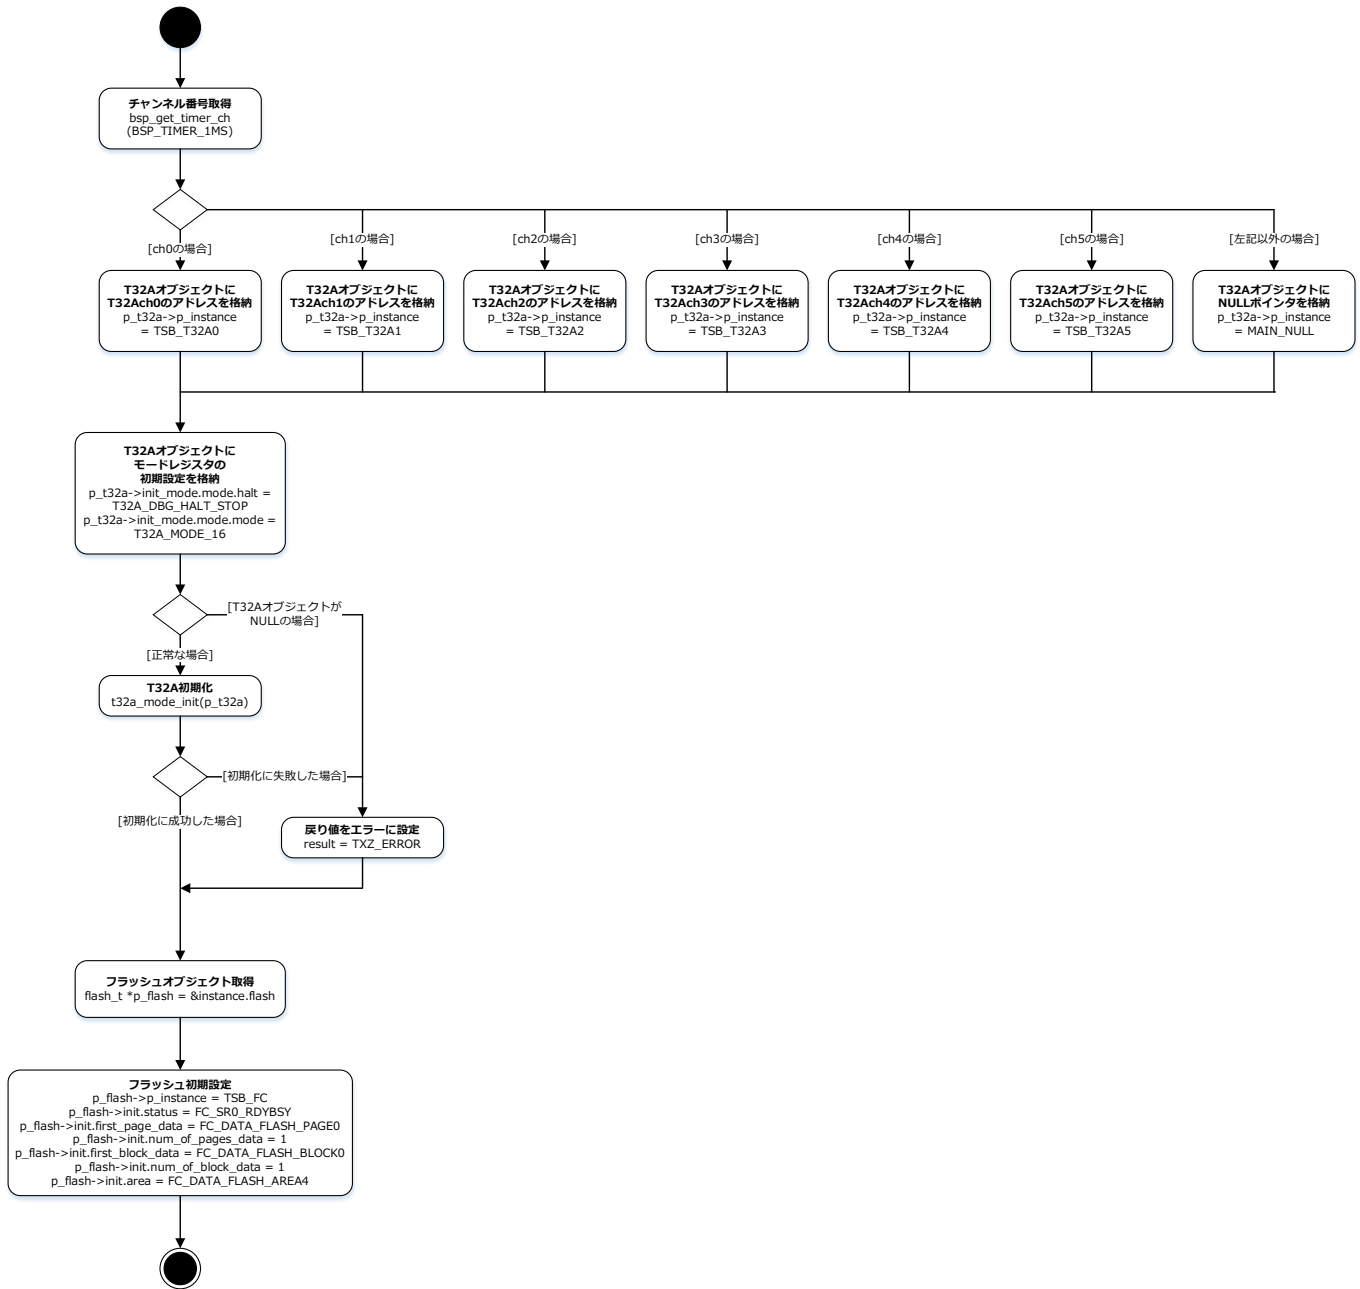 チャンネル番号取得
bsp_get_timer_ch
(BSP_TIMER_1MS)
[ch0の場合]
[ch1の場合]
[ch2の場合]
[ch3の場合]
[ch4の場合]
[ch5の場合]
[左記以外の場合]
T32Aオブジェクトに
T32Ach0のアドレスを格納
p_t32a->p_instance
= TSB_T32A0
T32Aオブジェクトに
T32Ach1のアドレスを格納
p_t32a->p_instance
= TSB_T32A1
T32Aオブジェクトに
T32Ach2のアドレスを格納
p_t32a->p_instance
= TSB_T32A2
T32Aオブジェクトに
T32Ach3のアドレスを格納
p_t32a->p_instance
= TSB_T32A3
T32Aオブジェクトに
T32Ach4のアドレスを格納
p_t32a->p_instance
= TSB_T32A4
T32Aオブジェクトに
T32Ach5のアドレスを格納
p_t32a->p_instance
= TSB_T32A5
T32Aオブジェクトに
NULLポインタを格納
p_t32a->p_instance
= MAIN_NULL
T32Aオブジェクトに
モードレジスタの
初期設定を格納
p_t32a->init_mode.mode.halt =
T32A_DBG_HALT_STOP
p_t32a->init_mode.mode.mode =
T32A_MODE_16
[T32Aオブジェクトが
NULLの場合]
[正常な場合]
T32A初期化
t32a_mode_init(p_t32a)
[初期化に失敗した場合]
[初期化に成功した場合]
戻り値をエラーに設定
result = TXZ_ERROR
フラッシュオブジェクト取得
flash_t *p_flash = &instance.flash
フラッシュ初期設定
p_flash->p_instance = TSB_FC
p_flash->init.status = FC_SR0_RDYBSY
p_flash->init.first_page_data = FC_DATA_FLASH_PAGE0
p_flash->init.num_of_pages_data = 1
p_flash->init.first_block_data = FC_DATA_FLASH_BLOCK0
p_flash->init.num_of_block_data = 1
p_flash->init.area = FC_DATA_FLASH_AREA4